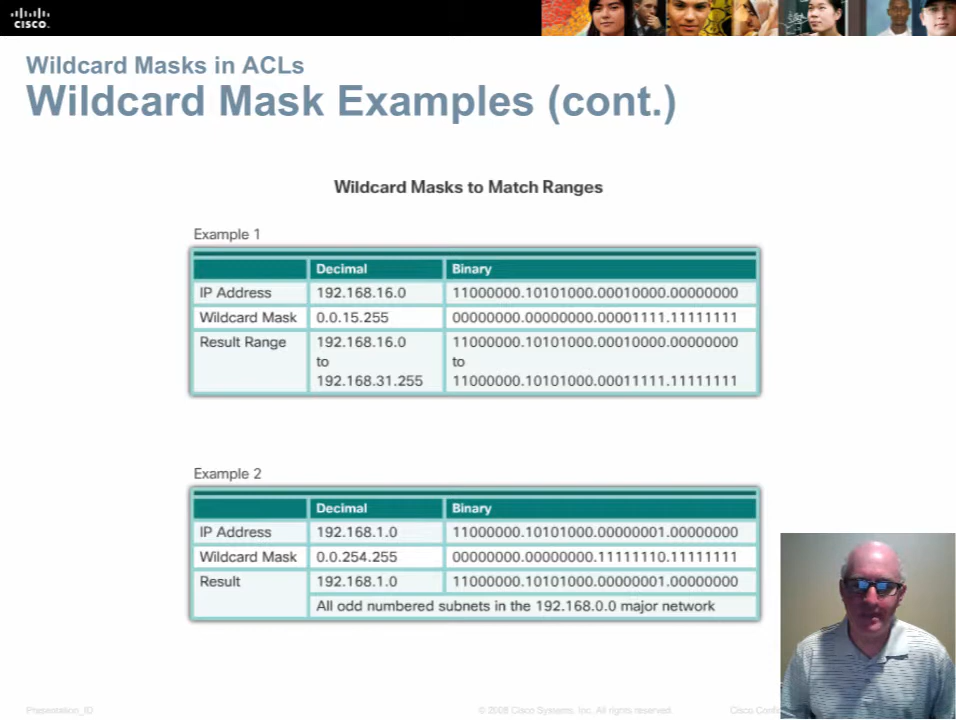 CISCO
Wildcard Masks in ACLs
Wildcard Mask Examples (cont.)
Wildcard Masks to Match Ranges
Example 1
Decimal Binary
IP Address 192.168.16.0 11000000.10101000.00010000.00000000
Wildcard Mask 0.0.15.255 00000000.00000000.00001111.11111111
Result Range 192.168.16.0 11000000.10101000.00010000.00000000
to to
192.168.31.255 11000000.10101000.00011111.11111111
Example 2
Decimal Binary
IP Address 192.168.1.0 11000000.10101000.00000001.00000000
Wildcard Mask 0.0.254.255 00000000.00000000.11111110.11111111
Result 192.168.1.0 11000000.10101000.00000001.00000000
All odd numbered subnets in the 192.168.0.0 major network
Presentation_ID © 2008 Cisco Systems, Inc. All rights reserved. Cisco